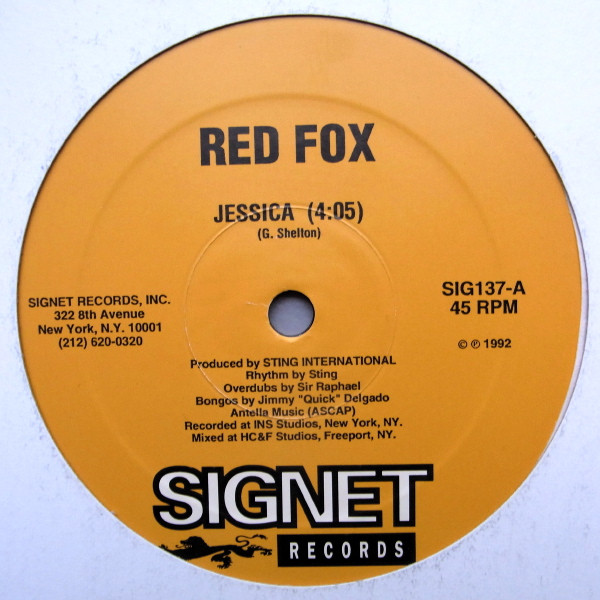 RED FOX
JESSICA (4:05)
(G. Shelton)
SIGNET RECORDS, INC.
322 8th Avenue
New York, N.Y. 10001
(212) 620-0320
SIG137-A
45 RPM
© ℗ 1992
Produced by STING INTERNATIONAL
Rhythm by Sting
Overdubs by Sir Raphael
Bongos by Jimmy "Quick" Delgado
Antella Music (ASCAP)
Recorded at INS Studios, New York, NY.
Mixed at HC&F Studios, Freeport, NY.
SIGNET
RECORDS